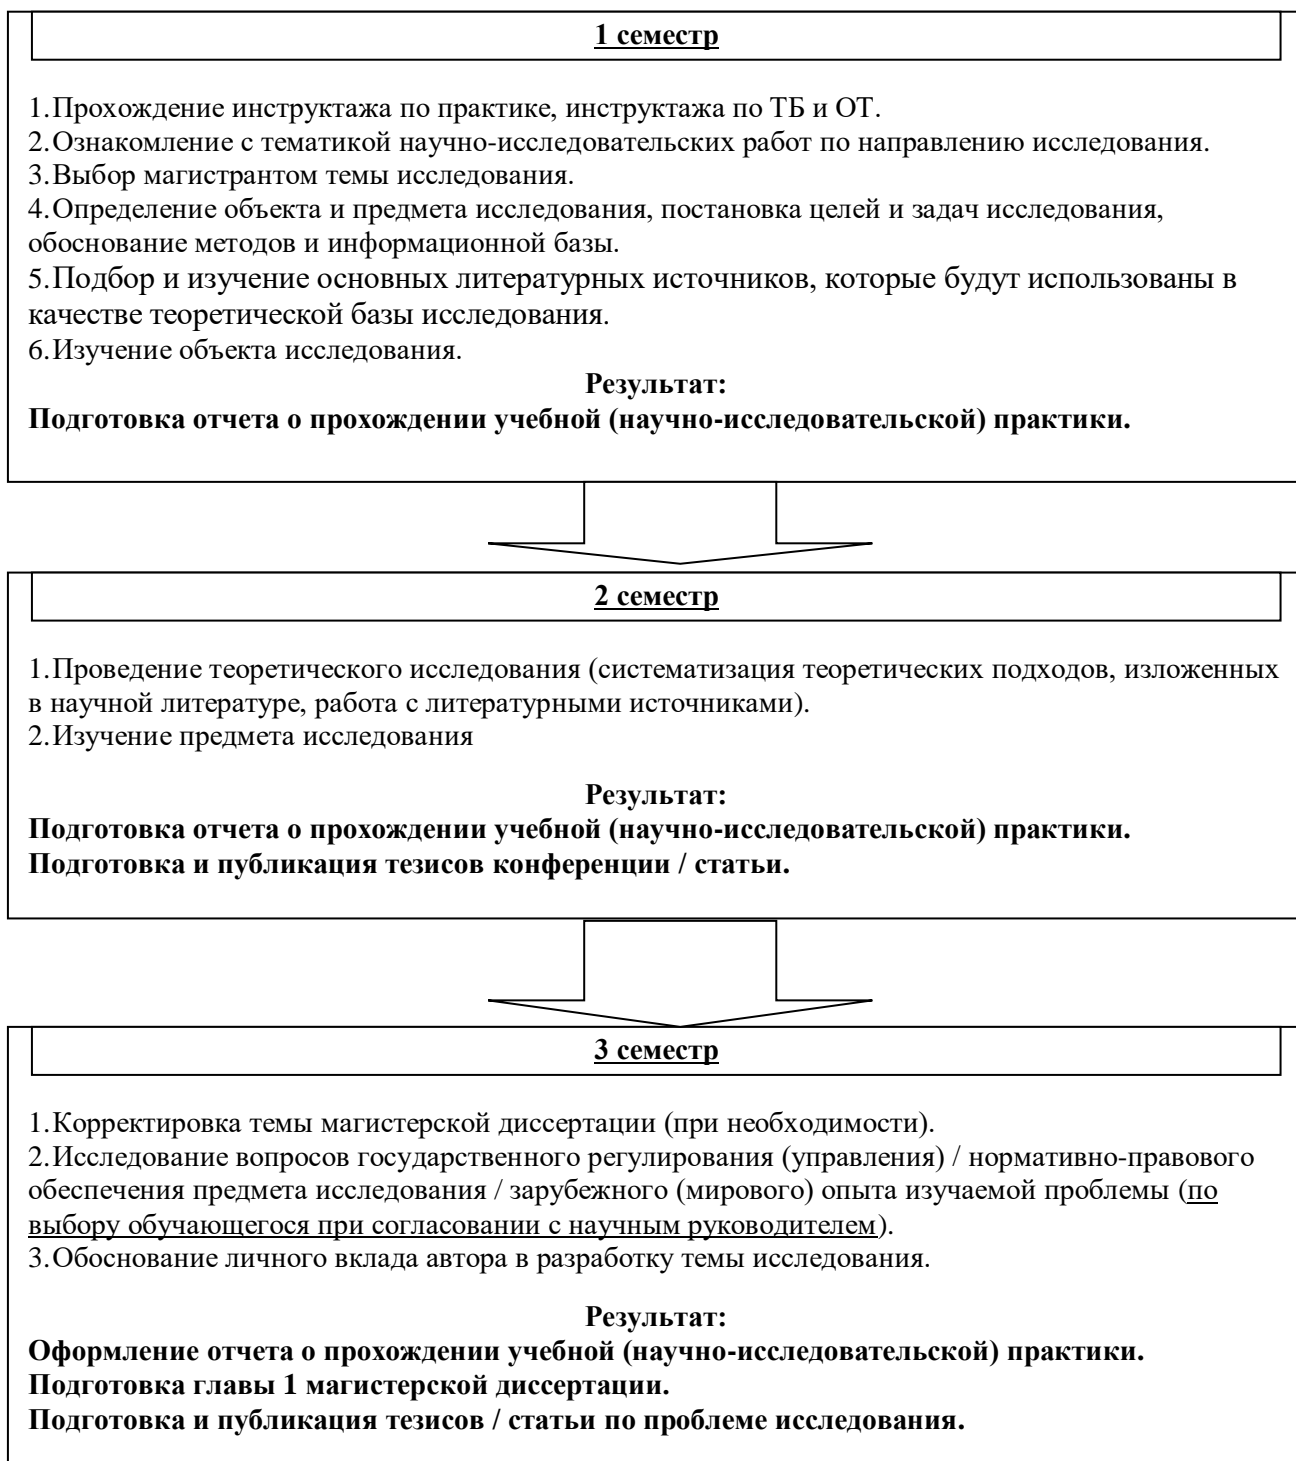 1 семестр
1.Прохождение инструктажа по практике, инструктажа по ТБ и ОТ.
2.Ознакомление с тематикой научно-исследовательских работ по направлению исследования.
3.Выбор магистрантом темы исследования.
4.Определение объекта и предмета исследования, постановка целей и задач исследования,
обоснование методов и информационной базы.
5.Подбор и изучение основных литературных источников, которые будут использованы в
качестве теоретической базы исследования.
6.Изучение объекта исследования.
Результат:
Подготовка отчета о прохождении учебной (научно-исследовательской) практики.
2 семестр
1.Проведение теоретического исследования (систематизация теоретических подходов, изложенных
в научной литературе, работа с литературными источниками).
2.Изучение предмета исследования
Результат:
Подготовка отчета о прохождении учебной (научно-исследовательской) практики.
Подготовка и публикация тезисов конференции / статьи.
3 семестр
1.Корректировка темы магистерской диссертации (при необходимости).
2.Исследование вопросов государственного регулирования (управления) / нормативно-правового
обеспечения предмета исследования / зарубежного (мирового) опыта изучаемой проблемы (по
выбору обучающегося при согласовании с научным руководителем).
3.Обоснование личного вклада автора в разработку темы исследования.
Результат:
Оформление отчета о прохождении учебной (научно-исследовательской) практики.
Подготовка главы 1 магистерской диссертации.
Подготовка и публикация тезисов / статьи по проблеме исследования.